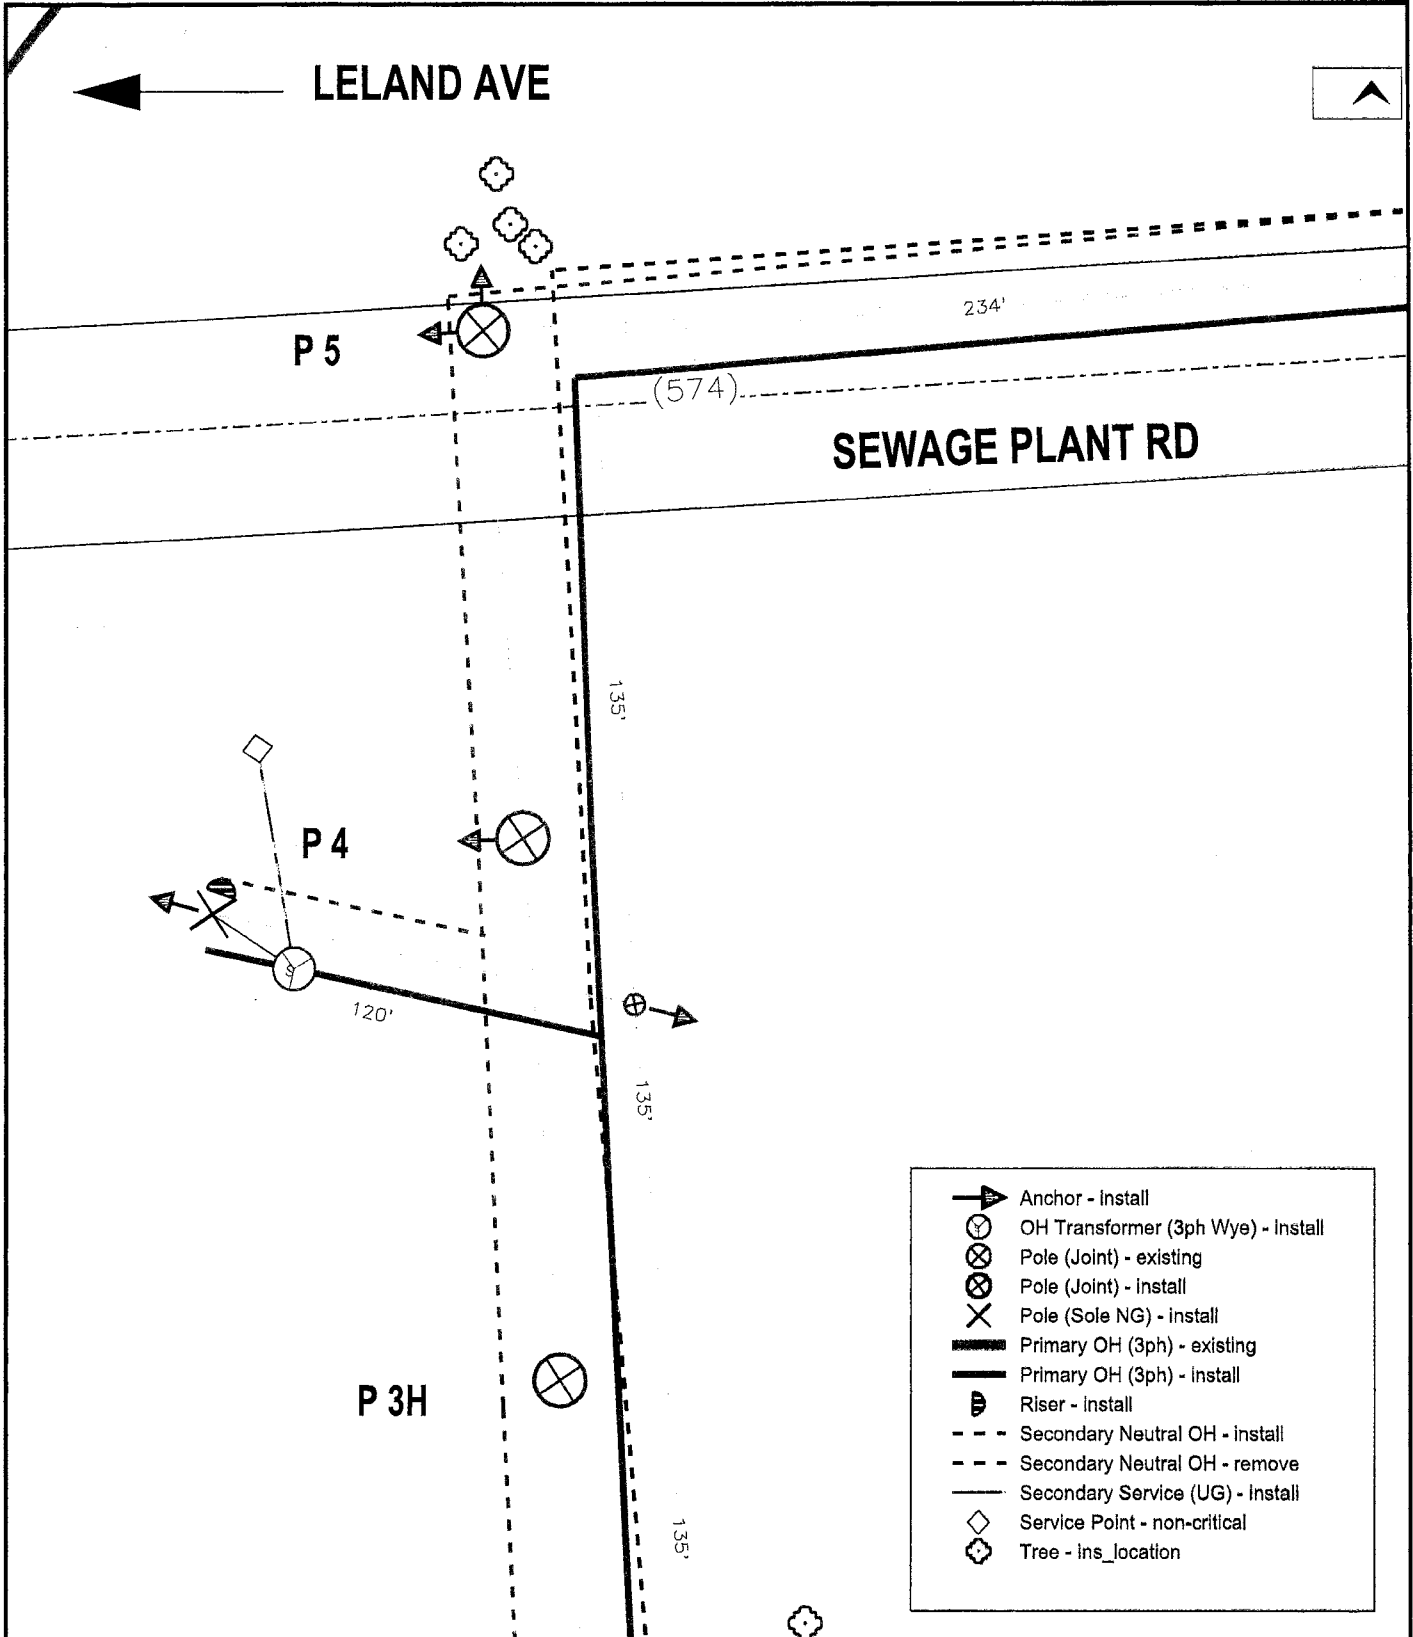 LELAND AVE
P 5
234'
(574)
SEWAGE PLANT RD
135'
P 4
120'
135'
P 3H
135'
Anchor - install
OH Transformer (3ph Wye) - install
Pole (Joint) - existing
Pole (Joint) - install
Pole (Sole NG) - install
Primary OH (3ph) - existing
Primary OH (3ph) - install
Riser - install
Secondary Neutral OH - install
Secondary Neutral OH - remove
Secondary Service (UG) - install
Service Point - non-critical
Tree - ins_location